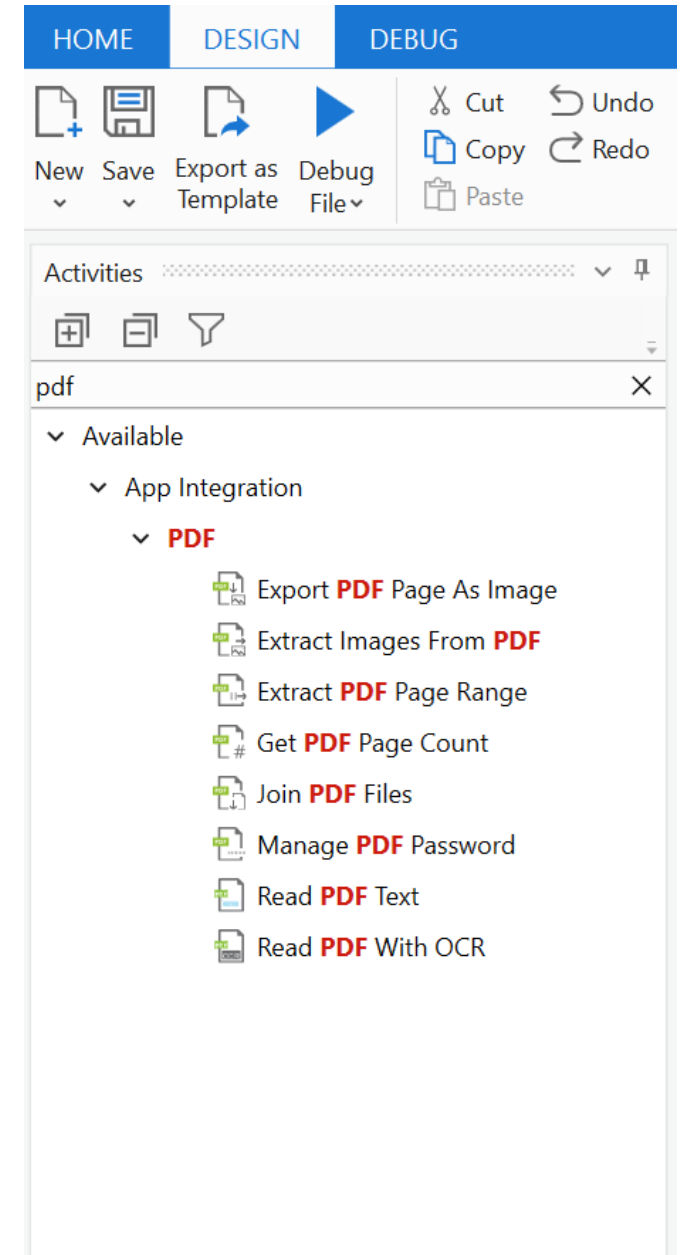 HOME DESIGN DEBUG
New Save Export as Template Debug File
Cut Undo
Copy Redo
Paste
Activities
pdf
Available
App Integration
PDF
Export PDF Page As Image
Extract Images From PDF
Extract PDF Page Range
Get PDF Page Count
Join PDF Files
Manage PDF Password
Read PDF Text
Read PDF With OCR